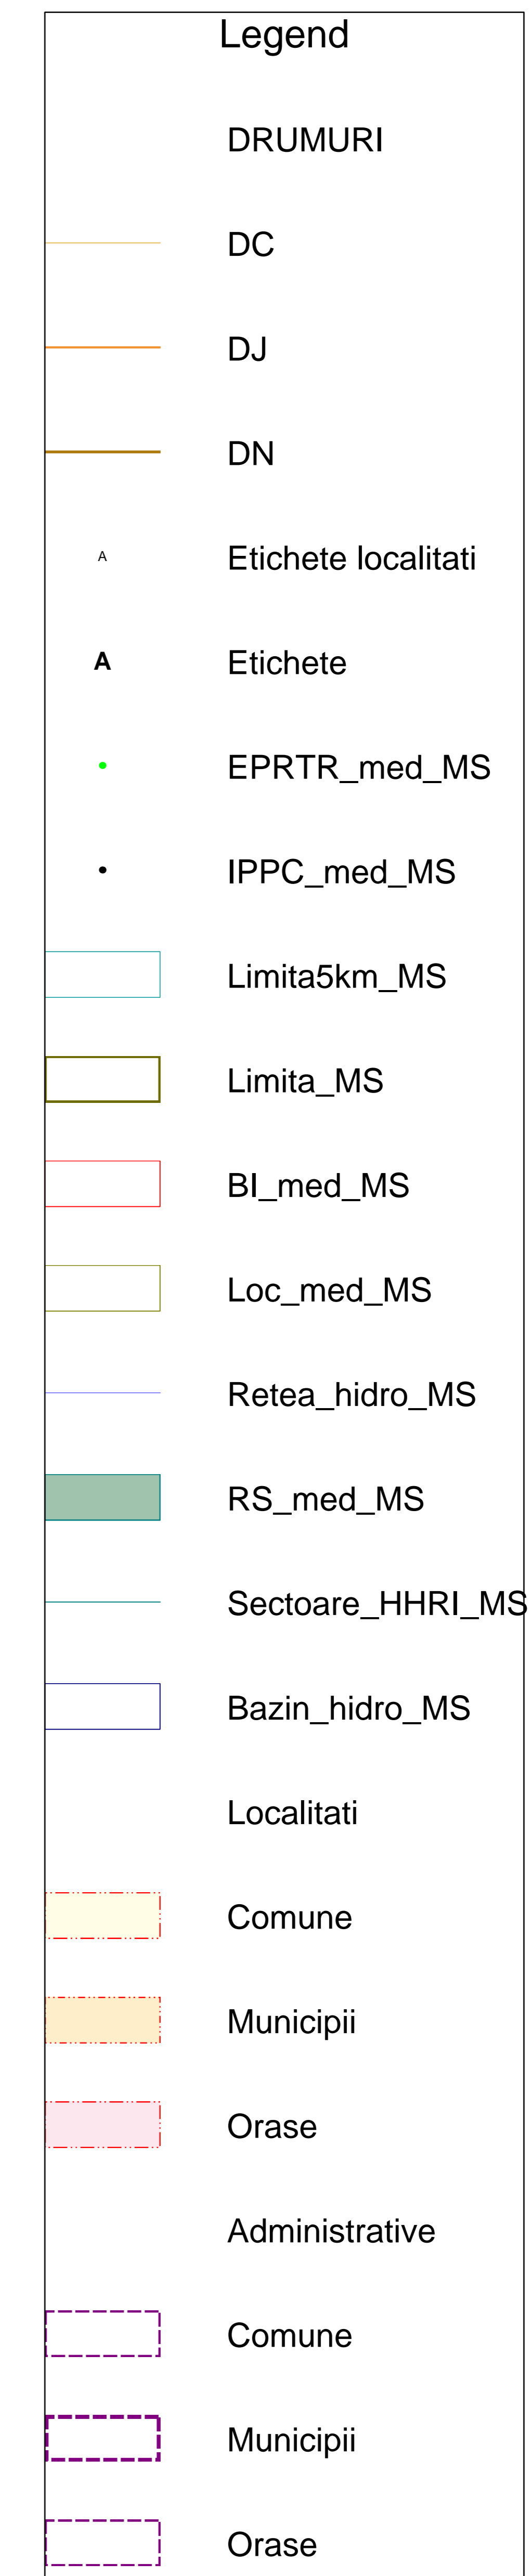 Legend
DRUMURI
DC
DJ
DN
A Etichete localitati
A Etichete
EPRTR_med_MS
IPPC_med_MS
Limita5km_MS
Limita_MS
BI_med_MS
Loc_med_MS
Retea_hidro_MS
RS_med_MS
Sectoare_HHRI_MS
Bazin_hidro_MS
Localitati
Comune
Municipii
Orase
Administrative
Comune
Municipii
Orase